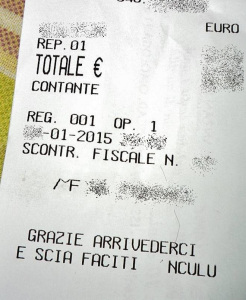 EURO
REP.01
TOTALE €
CONTANTE
REG. 001 OP. 1
-01-2015
SCONTR. FISCALE N.
MF
GRAZIE ARRIVEDERCI
E SCIA FACITI NCULU